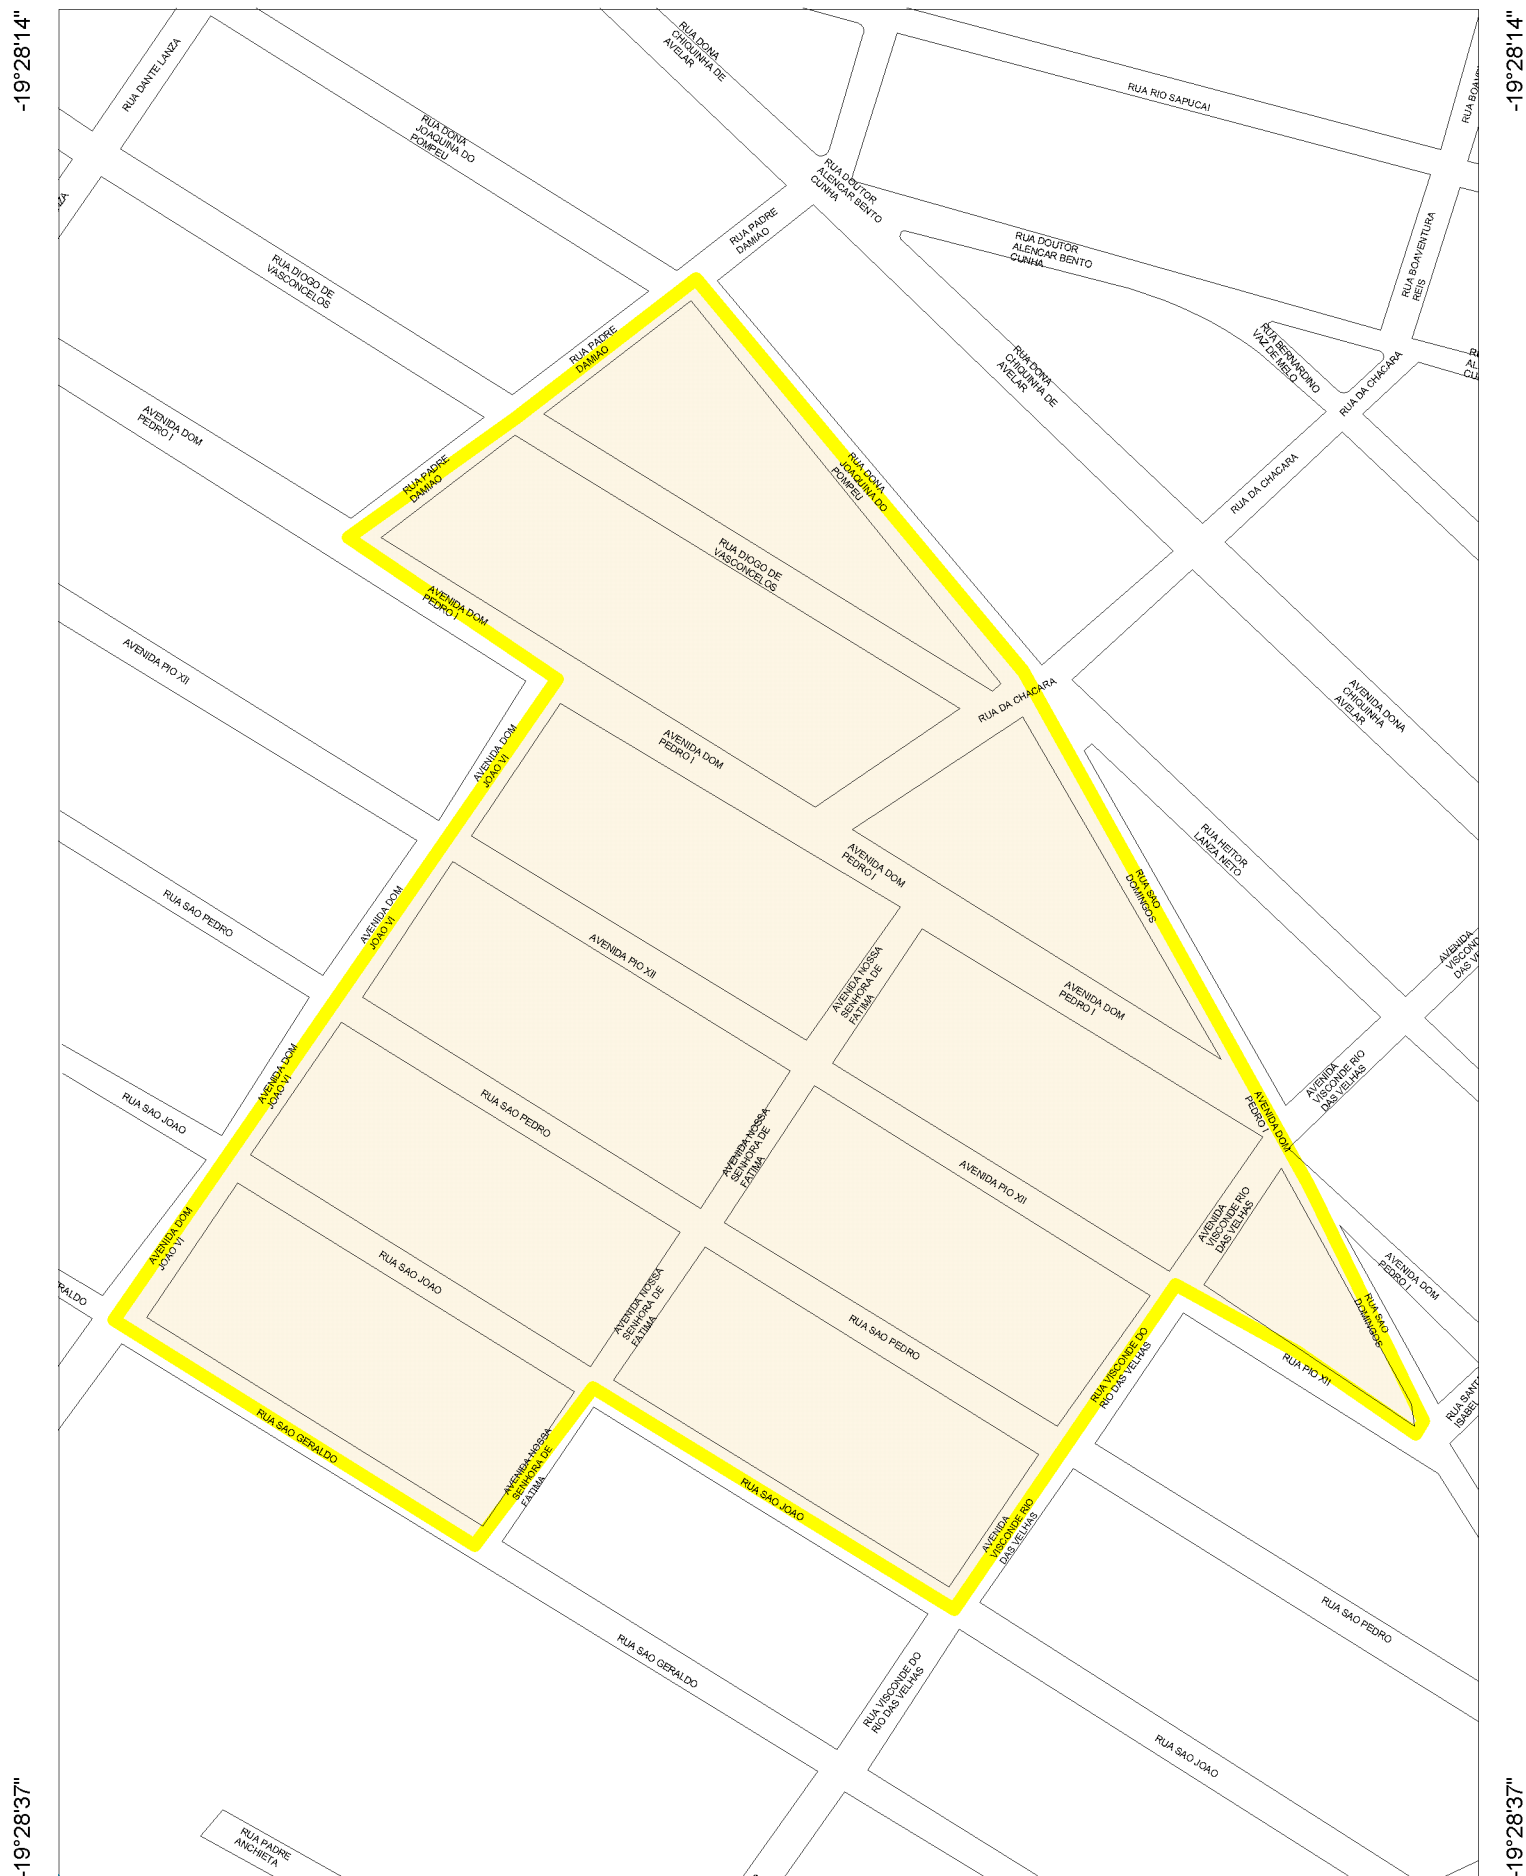 -19°28'14"
-19°28'14"
RUA DANTE LANZA
RUA DONA
CHIQUINHA DE
AVELAR
RUA RIO SAPUCAI
RUA DONA
JOAQUINA DO
POMPEU
RUA DOUTOR
ALENCAR BENTO
CUNHA
RUA PADRE
DAMIAO
RUA DOUTOR
ALENCAR BENTO
CUNHA
RUA BOAVENTURA
REIS
RUA DIOGO DE
VASCONCELOS
RUA PADRE
DAMIAO
RUA DONA
CHIQUINHA DE
AVELAR
RUA BERNARDINO
VAZ DE MELO
RUA DA CHACARA
AVENIDA DOM
PEDRO I
RUA PADRE
DAMIAO
RUA DONA
JOAQUINA DO
POMPEU
RUA DA CHACARA
RUA DIOGO DE
VASCONCELOS
AVENIDA DOM
PEDRO I
AVENIDA PIO XII
RUA DA CHACARA
AVENIDA DONA
CHIQUINHA
AVELAR
AVENIDA DOM
JOAO VI
AVENIDA DOM
PEDRO I
RUA HEITOR
LANZA NETO
AVENIDA DOM
PEDRO I
RUA SAO
DOMINGOS
RUA SAO PEDRO
AVENIDA DOM
JOAO VI
AVENIDA PIO XII
AVENIDA NOSSA
SENHORA DE
FATIMA
AVENIDA DOM
PEDRO I
AVENIDA
VISCOND
DAS VE
AVENIDA DOM
JOAO VI
RUA SAO JOAO
RUA SAO PEDRO
AVENIDA NOSSA
SENHORA DE
FATIMA
AVENIDA DOM
PEDRO I
AVENIDA
VISCONDE RIO
DAS VELHAS
AVENIDA PIO XII
AVENIDA
VISCONDE RIO
DAS VELHAS
AVENIDA DOM
JOAO VI
RUA SAO JOAO
AVENIDA NOSSA
SENHORA DE
FATIMA
RUA SAO PEDRO
AVENIDA DOM
PEDRO I
RUA SAO
DOMINGOS
RALDO
RUA VISCONDE DO
RIO DAS VELHAS
RUA PIO XII
RUA SANT
ISABEL
RUA SAO GERALDO
AVENIDA NOSSA
SENHORA DE
FATIMA
RUA SAO JOAO
AVENIDA
VISCONDE RIO
DAS VELHAS
RUA SAO PEDRO
RUA SAO GERALDO
RUA VISCONDE DO
RIO DAS VELHAS
RUA SAO JOAO
RUA PADRE
ANCHIETA
-19°28'37"
-19°28'37"